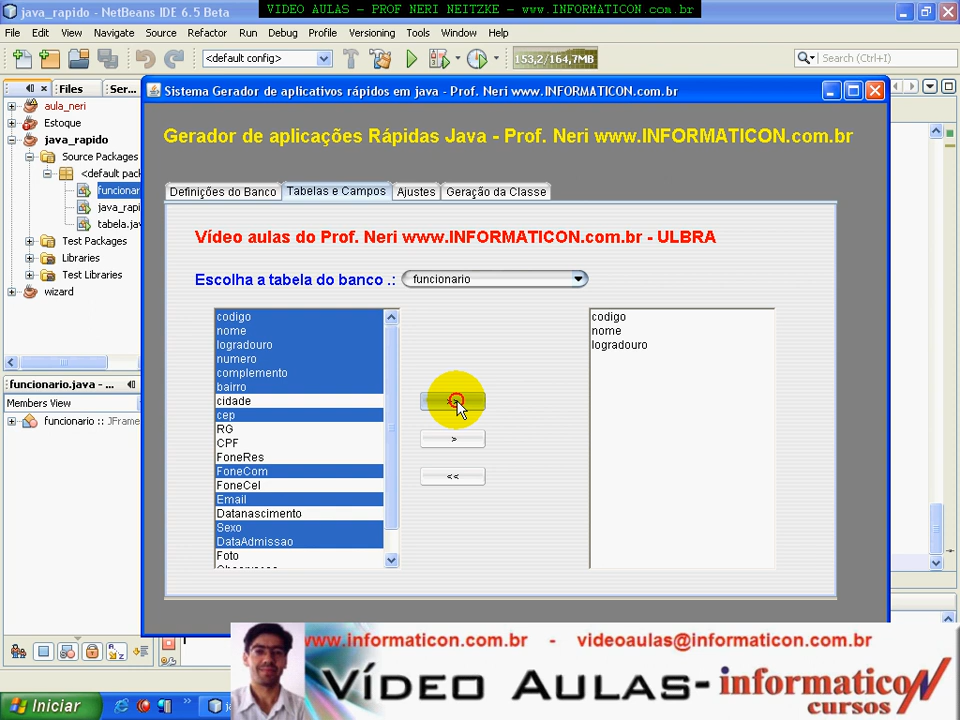 java_rapido - NetBeans IDE 6.5 Beta
VIDEO AULAS – PROF NERI NEITZKE – www.INFORMATICON.com.br
File Edit View Navigate Source Refactor Run Debug Profile Versioning Tools Window Help
<default config>
153,2/164,7MB
Search (Ctrl+I)
Files
Ser...
Sistema Gerador de aplicativos rápidos em java - Prof. Neri www.INFORMATICON.com.br
aula_neri
Estoque
java_rapido
Source Packages
<default pac
funcionar
java_rapi
tabela.jav
Test Packages
Libraries
Test Libraries
wizard
Gerador de aplicações Rápidas Java - Prof. Neri www.INFORMATICON.com.br
Definições do Banco
Tabelas e Campos
Ajustes
Geração da Classe
Vídeo aulas do Prof. Neri www.INFORMATICON.com.br - ULBRA
Escolha a tabela do banco .:
funcionario
codigo
nome
logradouro
numero
complemento
bairro
cidade
cep
RG
CPF
FoneRes
FoneCom
FoneCel
Email
Datanascimento
Sexo
DataAdmissao
Foto
>
<<
codigo
nome
logradouro
funcionario.java - ...
Members View
funcionario :: JFrame
www.informaticon.com.br - videoaulas@informaticon.com.br
VÍDEO AULAS-
informaticoN
cursos
Iniciar